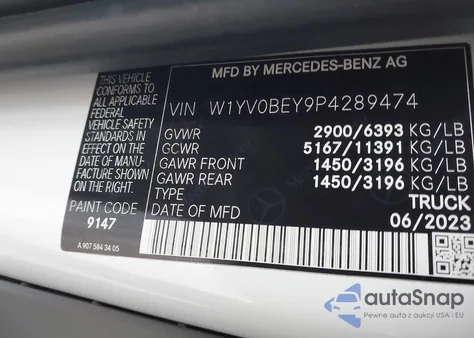 MFD BY MERCEDES-BENZ AG
THIS VEHICLE
CONFORMS TO ALL
APPLICABLE
FEDERAL
VEHICLE SAFETY
STANDARDS IN
EFFECT ON THE
DATE OF MANU-
FACTURE SHOWN
ON THE RIGHT.
PAINT CODE
9147
A 907 584 34 05
VIN W1YV0BEY9P4289474
GVWR 2900/6393 KG/LB
GCWR 5167/11391 KG/LB
GAWR FRONT 1450/3196 KG/LB
GAWR REAR 1450/3196 KG/LB
TYPE TRUCK
DATE OF MFD 06/2023
autoSnap
Pewne auta z aukcji USA i EU